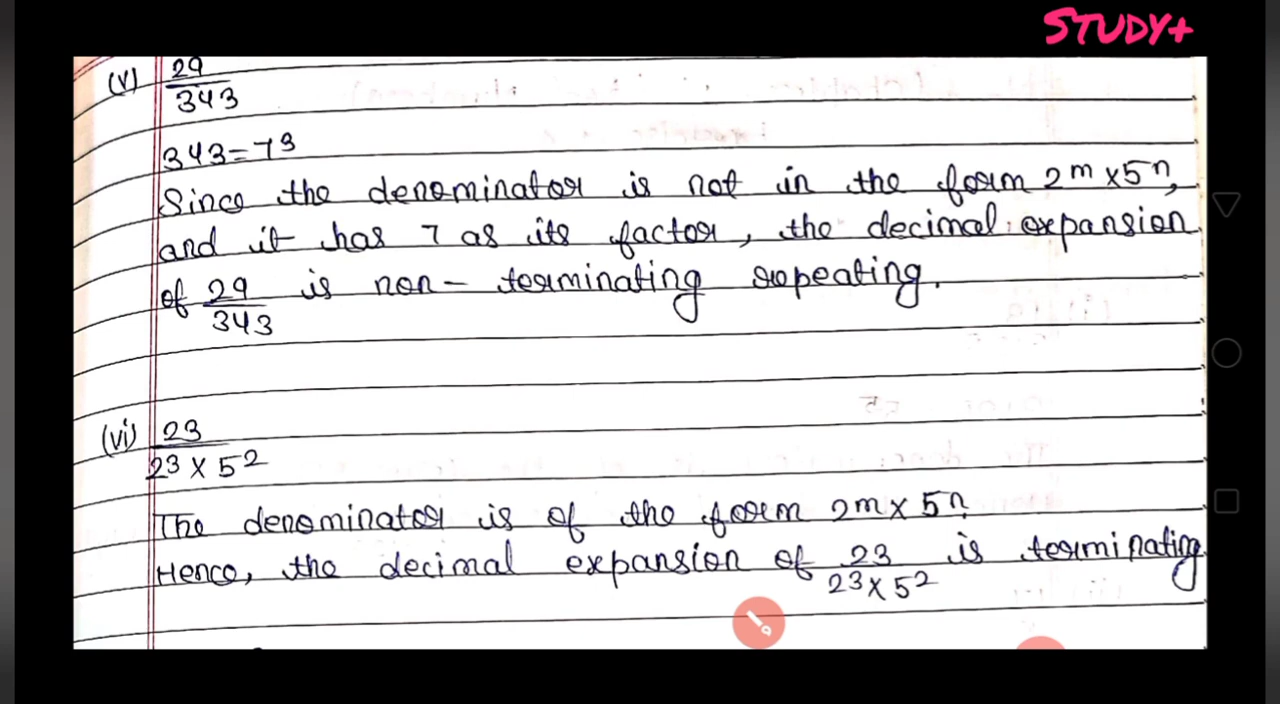 STUDY+
(v) 29/343
343=7³
Since the denominator is not in the form 2ᵐ×5ⁿ,
and it has 7 as its factor, the decimal expansion
of 29/343 is non-terminating repeating.
(vi) 23/2³×5²
The denominator is of the form 2ᵐ×5ⁿ.
Hence, the decimal expansion of 23/2³×5² is terminating